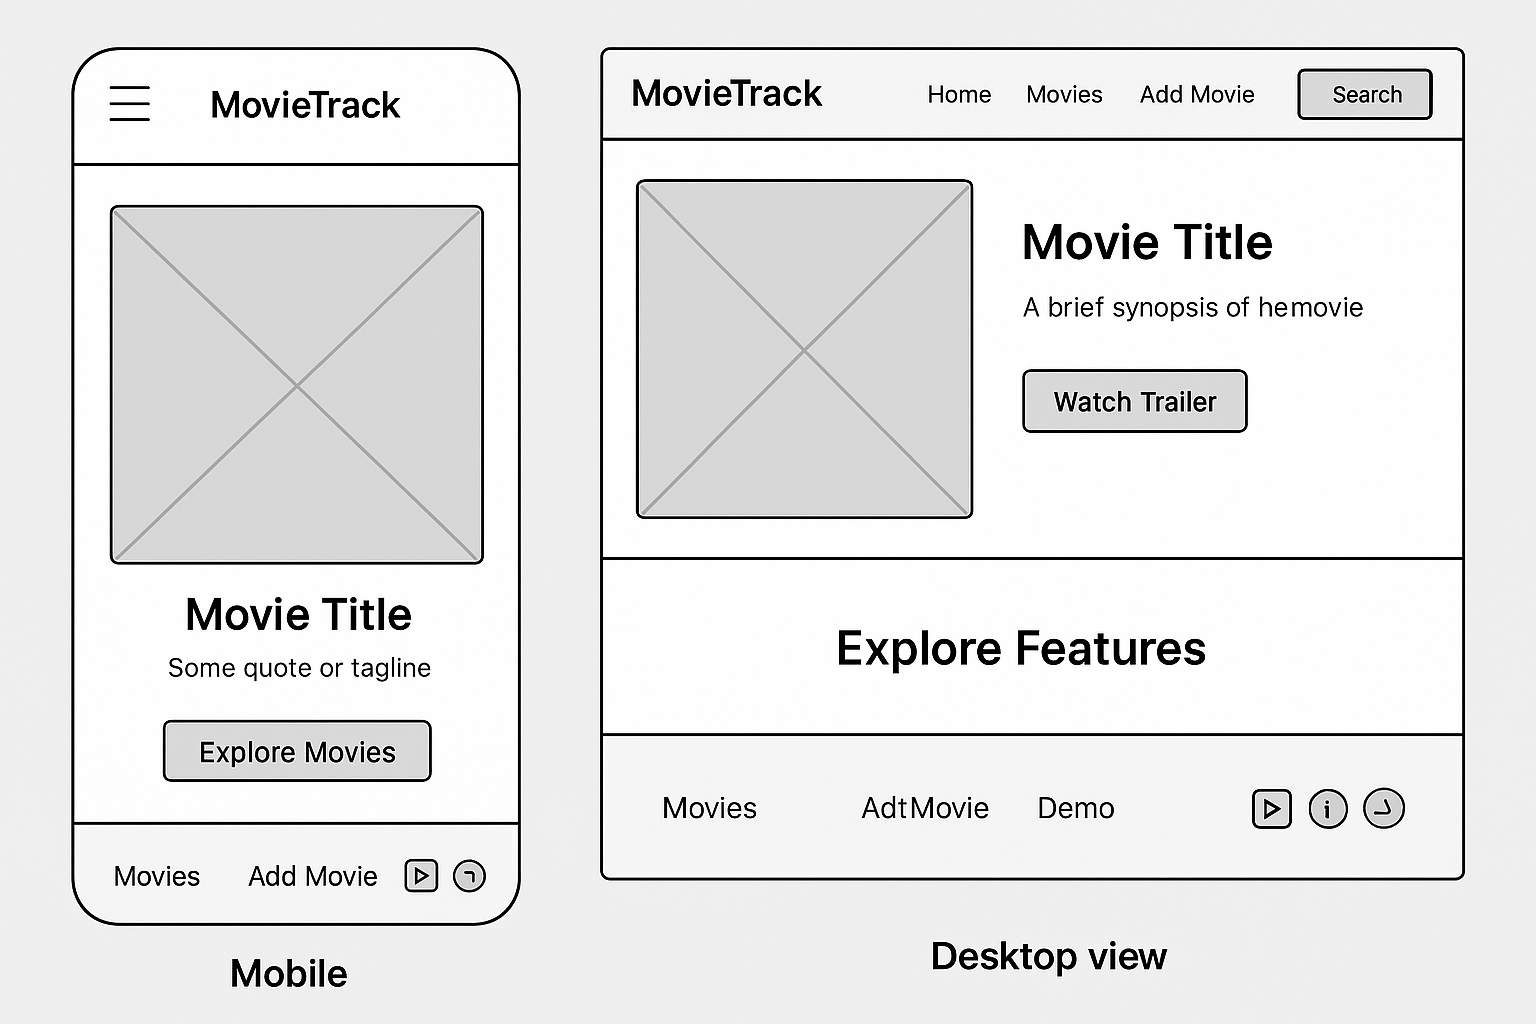 MovieTrack
Movie Title
Some quote or tagline
Explore Movies
Movies Add Movie
Mobile
MovieTrack Home Movies Add Movie Search
Movie Title
A brief synopsis of hemovie
Watch Trailer
Explore Features
Movies AdtMovie Demo i
Desktop view